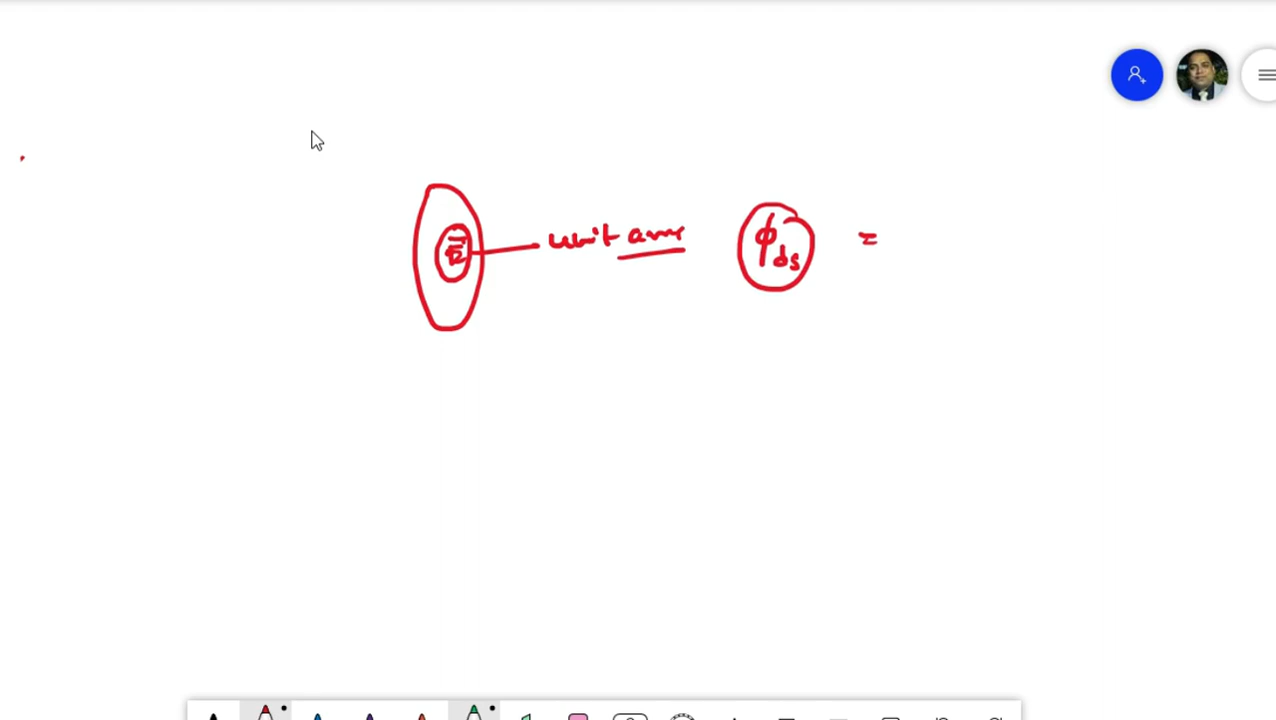 E unit area ϕds =